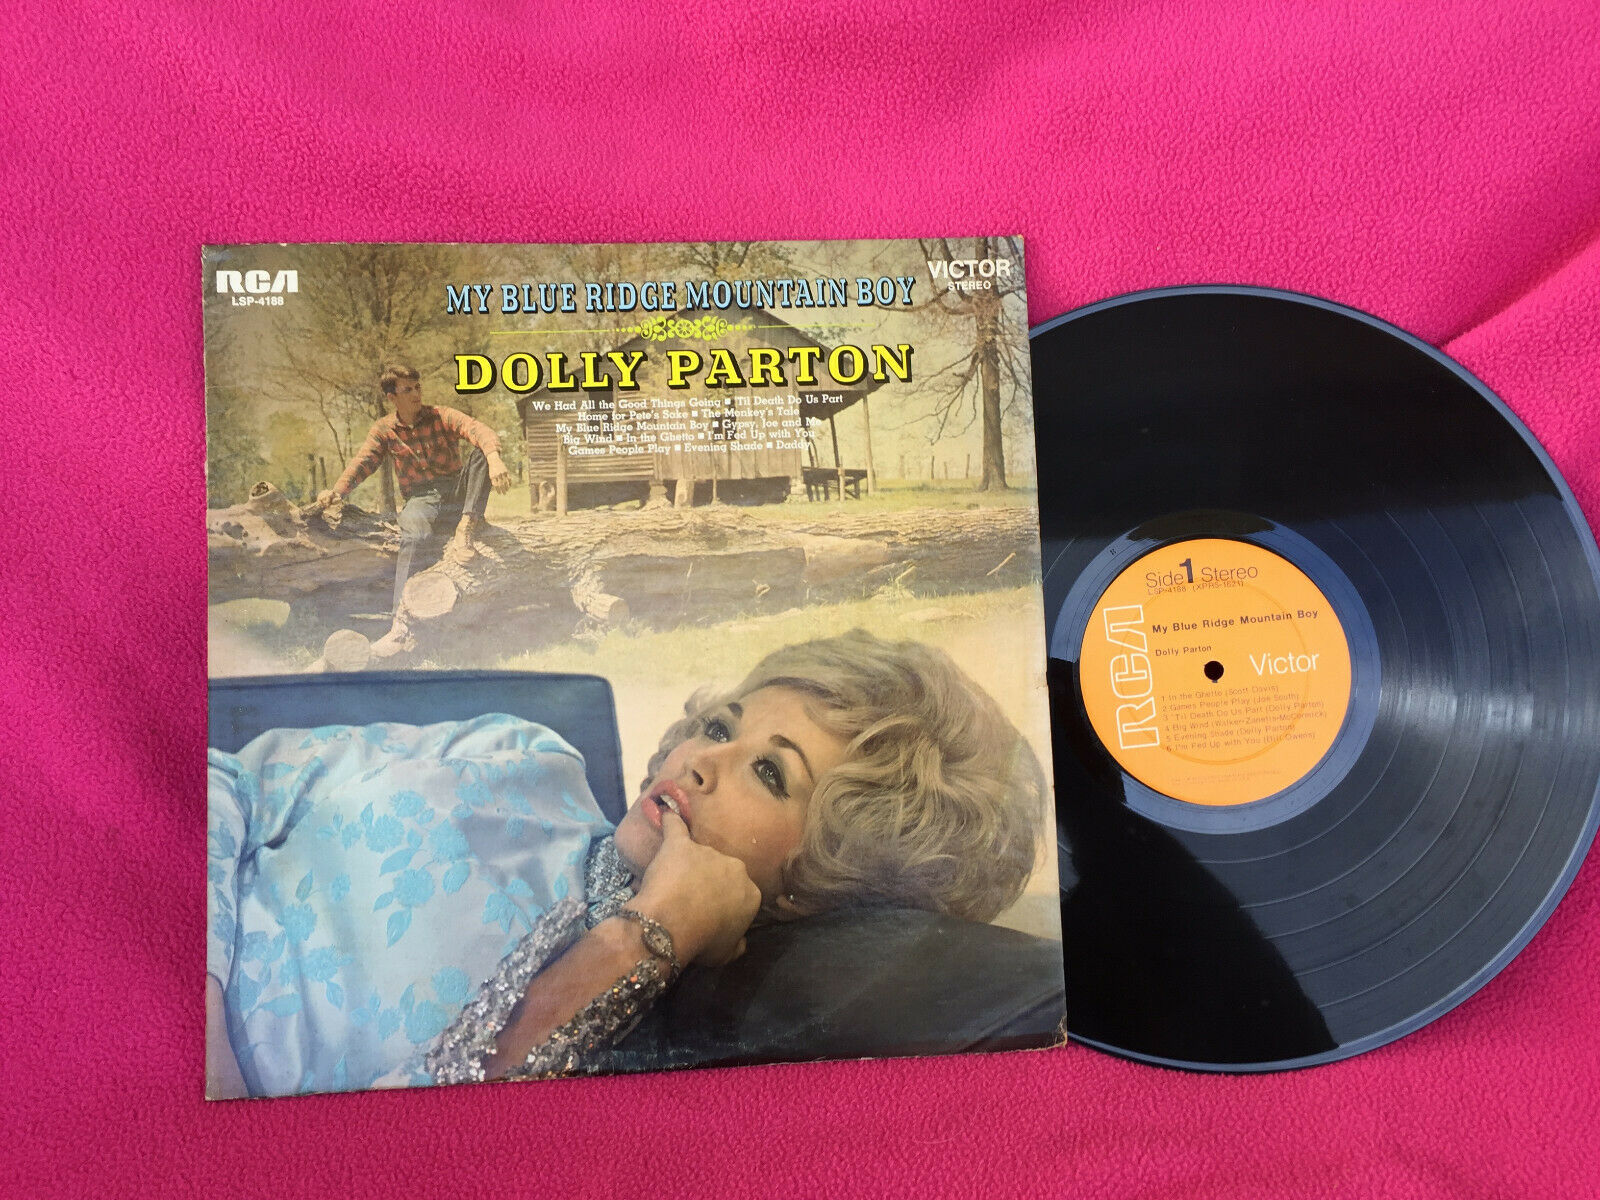 RCA
LSP-4188
VICTOR
STEREO
MY BLUE RIDGE MOUNTAIN BOY
DOLLY PARTON
We Had All the Good Things Going ■ 'Til Death Do Us Part
Home for Pete's Sake ■ The Monkey's Tale
My Blue Ridge Mountain Boy ■ Gypsy, Joe and Me
Big Wind ■ In the Ghetto ■ I'm Fed Up with You
Games People Play ■ Evening Shade ■ Daddy
Side 1 Stereo
LSP-4188 (XPRS-1621)
My Blue Ridge Mountain Boy
Dolly Parton
RCA
Victor
1 In the Ghetto (Scott Davis)
2 Games People Play (Joe South)
3 'Til Death Do Us Part (Dolly Parton)
4 Big Wind (Walker-Zanetis-McCormick)
5 Evening Shade (Dolly Parton)
6 I'm Fed Up with You (Bill Owens)